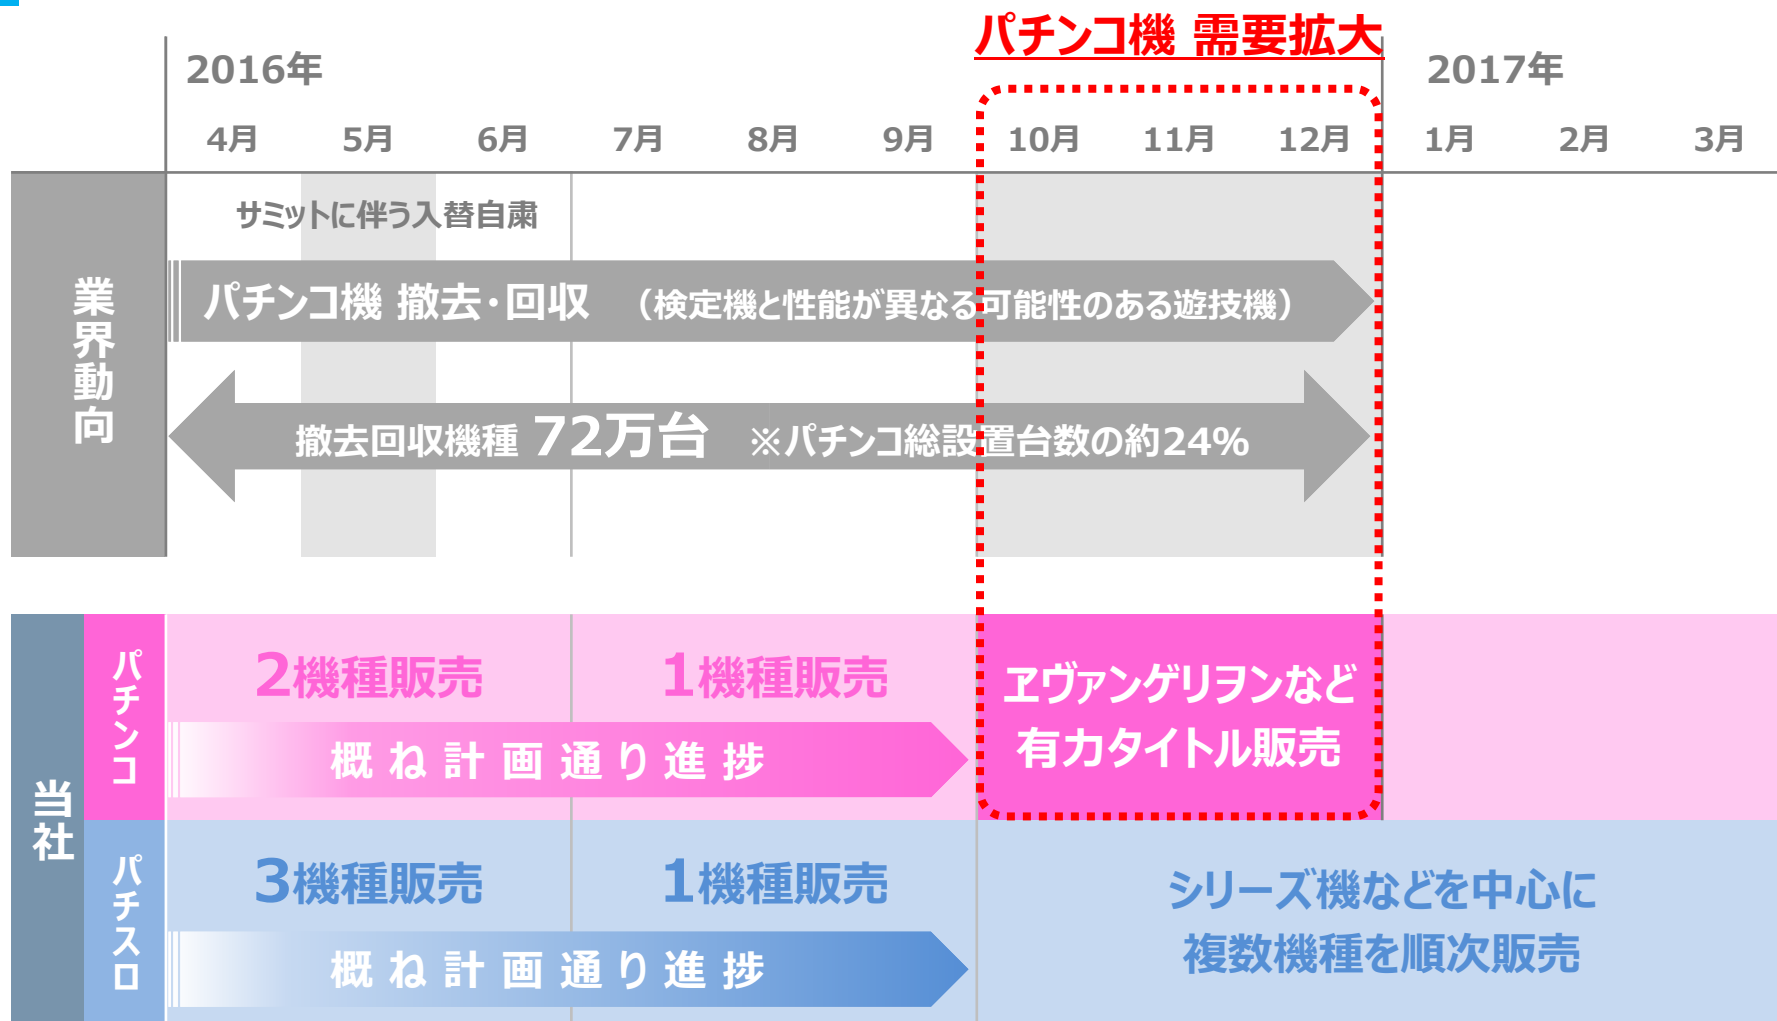 パチンコ機 需要拡大
2016年
2017年
4月 5月 6月 7月 8月 9月 10月 11月 12月 1月 2月 3月
業界動向
サミットに伴う入替自粛
パチンコ機 撤去・回収 （検定機と性能が異なる可能性のある遊技機）
撤去回収機種 72万台 ※パチンコ総設置台数の約24%
当社
パチンコ
2機種販売
1機種販売
概ね計画通り進捗
ヱヴァンゲリヲンなど
有力タイトル販売
パチスロ
3機種販売
1機種販売
概ね計画通り進捗
シリーズ機などを中心に
複数機種を順次販売